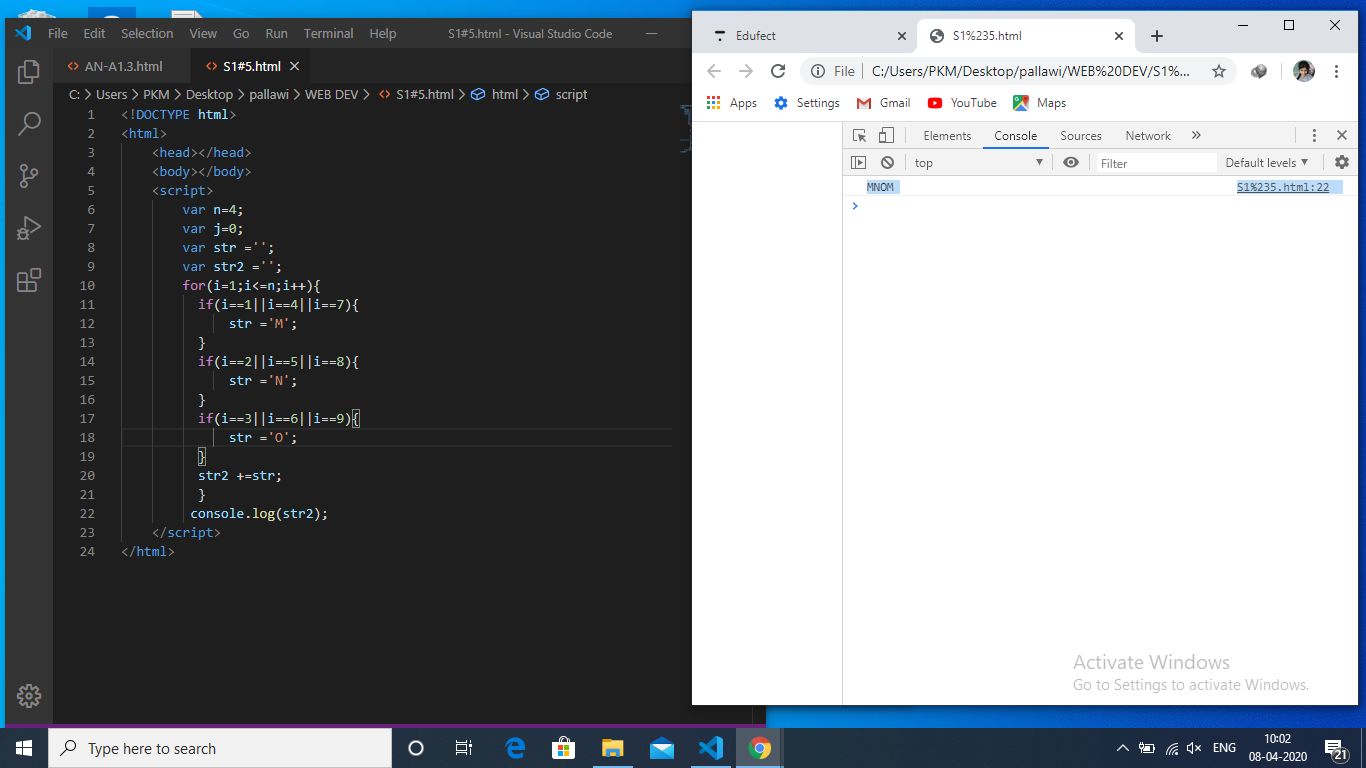 File Edit Selection View Go Run Terminal Help S1#5.html - Visual Studio Code
AN-A1.3.html S1#5.html
C: > Users > PKM > Desktop > pallawi > WEB DEV > S1#5.html > html > script
1 <!DOCTYPE html>
2 <html>
3 <head></head>
4 <body></body>
5 <script>
6 var n=4;
7 var j=0;
8 var str ='';
9 var str2 ='';
10 for(i=1;i<=n;i++){
11 if(i==1||i==4||i==7){
12 str ='M';
13 }
14 if(i==2||i==5||i==8){
15 str ='N';
16 }
17 if(i==3||i==6||i==9){
18 str ='O';
19 }
20 str2 +=str;
21 }
22 console.log(str2);
23 </script>
24 </html>
Edufect S1%235.html
File C:/Users/PKM/Desktop/pallawi/WEB%20DEV/S1%...
Apps Settings Gmail YouTube Maps
Elements Console Sources Network »
top Filter Default levels
MNOM S1%235.html:22
>
Activate Windows
Go to Settings to activate Windows.
Type here to search
ENG 10:02
08-04-2020
21